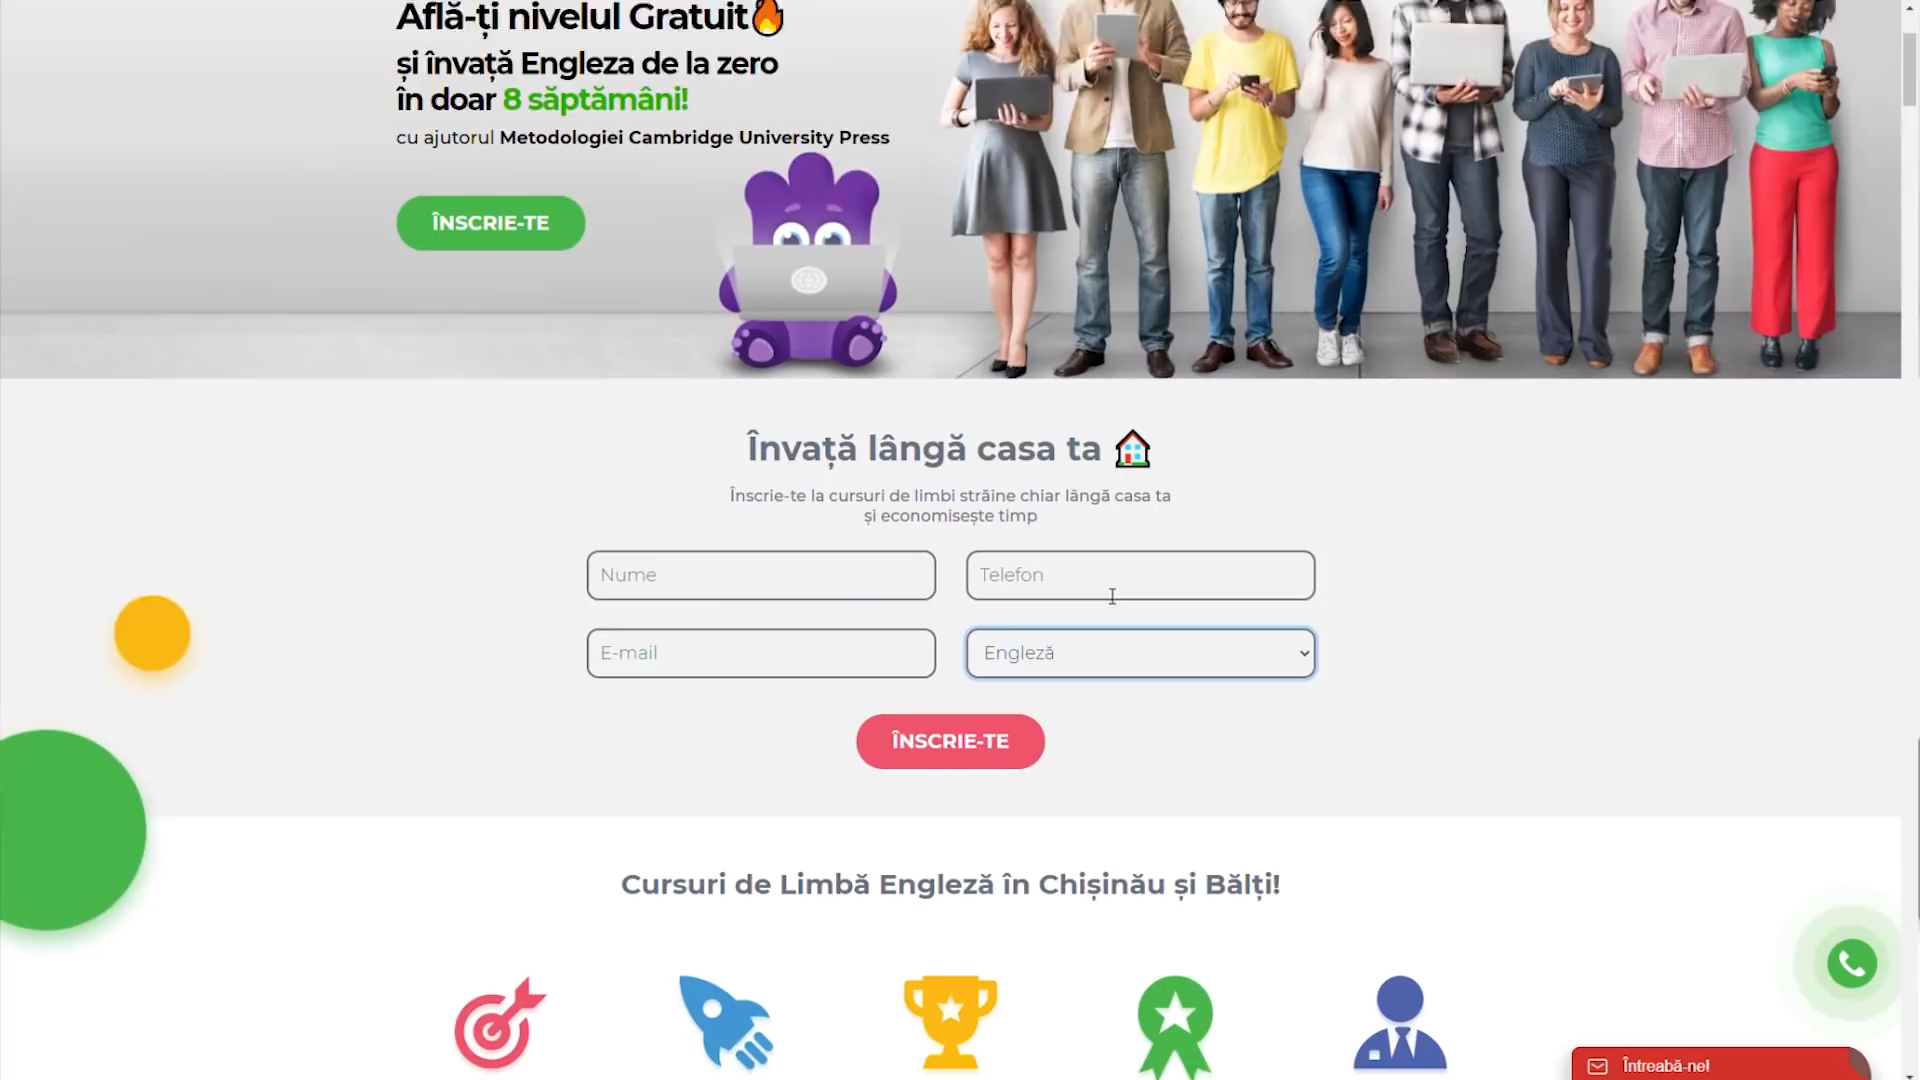 Află-ți nivelul Gratuit
și învață Engleza de la zero
în doar 8 săptămâni!
cu ajutorul Metodologiei Cambridge University Press
ÎNSCRIE-TE
Învață lângă casa ta
Înscrie-te la cursuri de limbi străine chiar lângă casa ta
și economisește timp
Nume
Telefon
E-mail
Engleză
ÎNSCRIE-TE
Cursuri de Limbă Engleză în Chișinău și Bălți!
Întreabă-ne!